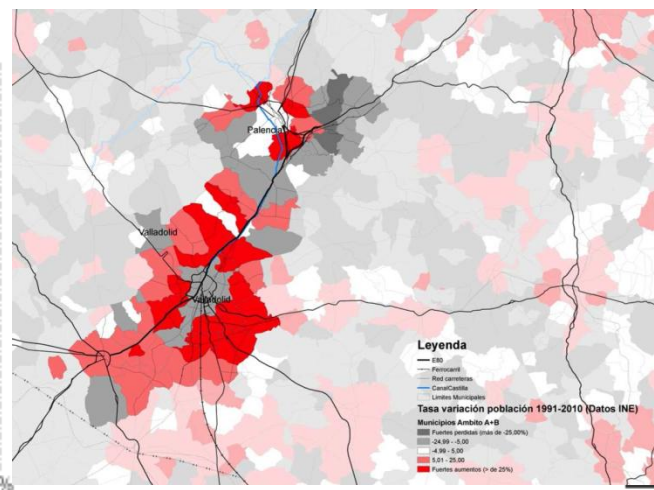 Palencia
Valladolid
Valladolid
Leyenda
E80
Ferrocarril
Red carreteras
CanalCastilla
Límites Municipales
Tasa variación población 1991-2010 (Datos INE)
Municipios Ambito A+B
Fuertes perdidas (más de -25,00%)
-24,99 - -5,00
-4,99 - 5,00
5,01 - 25,00
Fuertes aumentos (> de 25%)
%